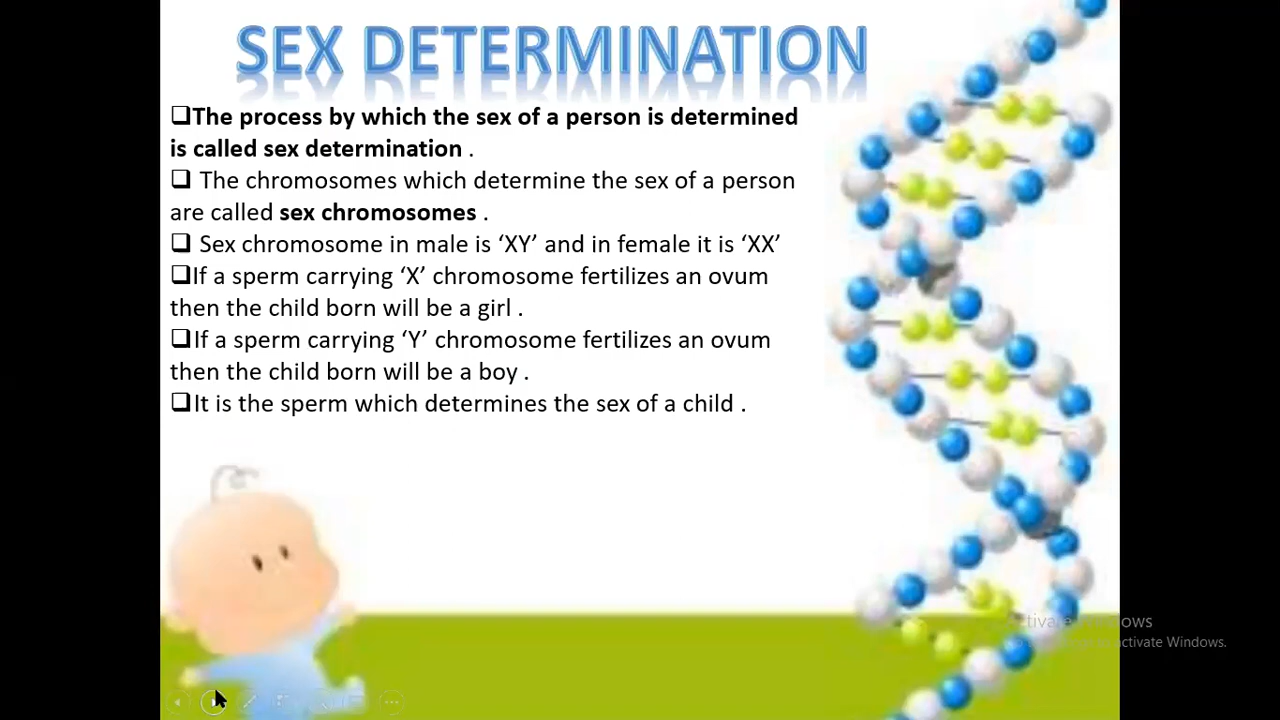 SEX DETERMINATION
❑The process by which the sex of a person is determined
is called sex determination .
❑ The chromosomes which determine the sex of a person
are called sex chromosomes .
❑ Sex chromosome in male is ‘XY’ and in female it is ‘XX’
❑If a sperm carrying ‘X’ chromosome fertilizes an ovum
then the child born will be a girl .
❑If a sperm carrying ‘Y’ chromosome fertilizes an ovum
then the child born will be a boy .
❑It is the sperm which determines the sex of a child .
Activate Windows
activate Windows.